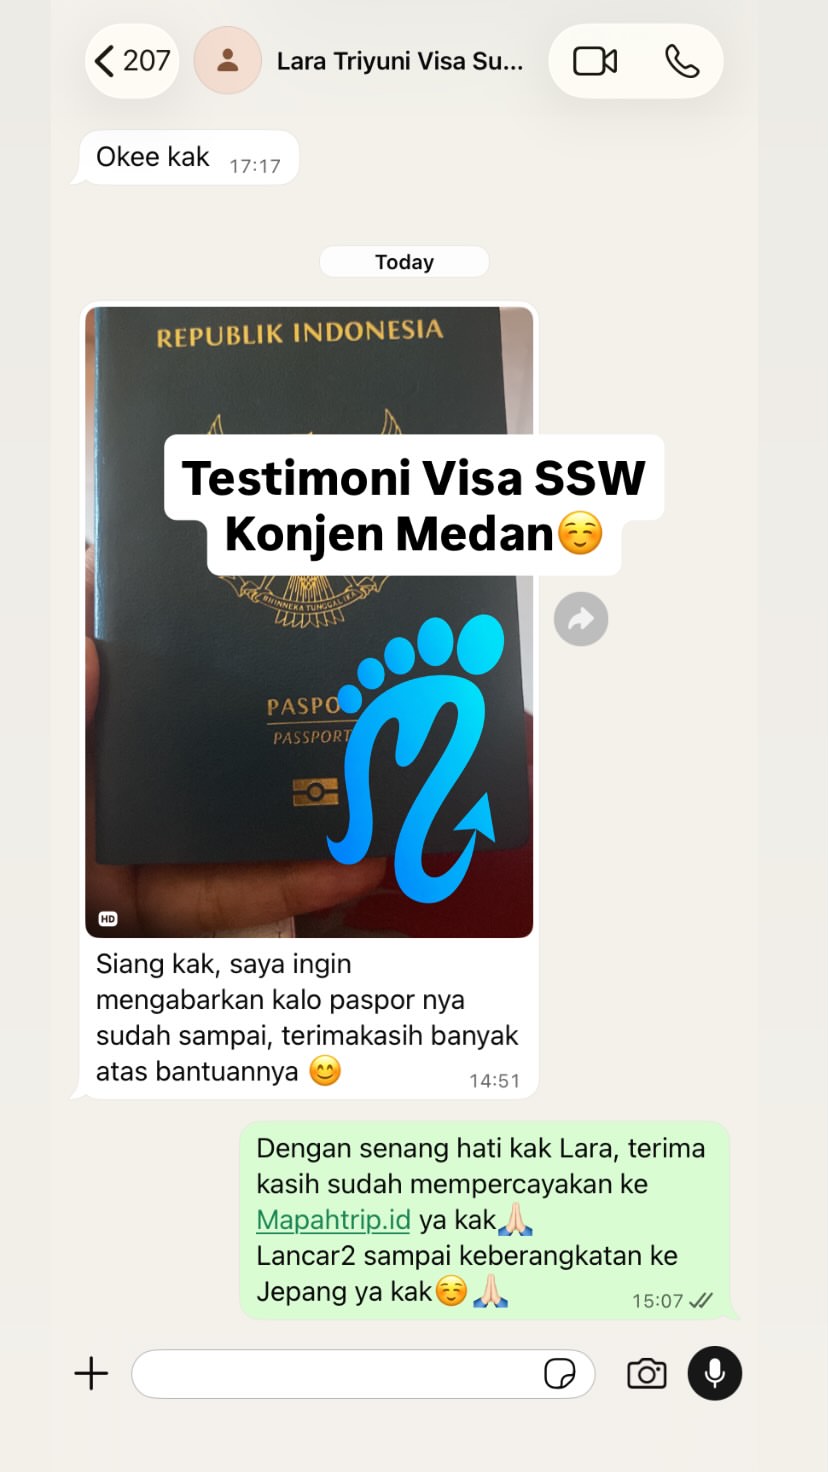 207
Lara Triyuni Visa Su...
Okee kak 17:17
Today
REPUBLIK INDONESIA
Testimoni Visa SSW
Konjen Medan☺️
BHINNEKA TUNGGAL IKA
PASPO
PASSPORT
HD
Siang kak, saya ingin
mengabarkan kalo paspor nya
sudah sampai, terimakasih banyak
atas bantuannya 😊 14:51
Dengan senang hati kak Lara, terima
kasih sudah mempercayakan ke
Mapahtrip.id ya kak🙏🏻
Lancar2 sampai keberangkatan ke
Jepang ya kak☺️🙏🏻 15:07